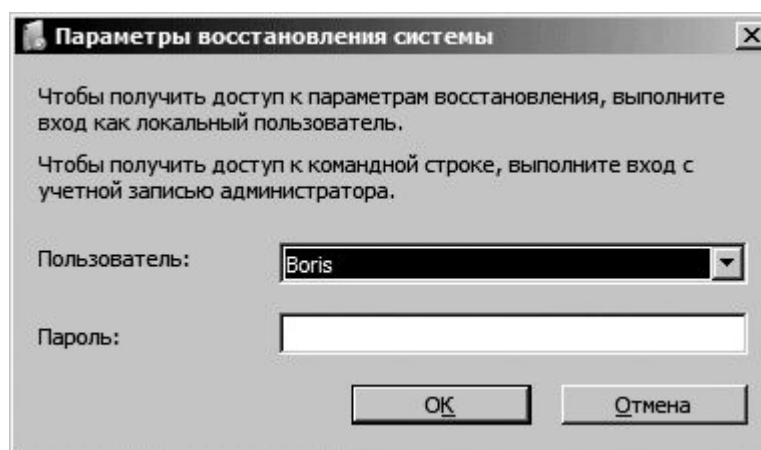 Параметры восстановления системы
Чтобы получить доступ к параметрам восстановления, выполните
вход как локальный пользователь.
Чтобы получить доступ к командной строке, выполните вход с
учетной записью администратора.
Пользователь:
Boris
Пароль:
OK
Отмена